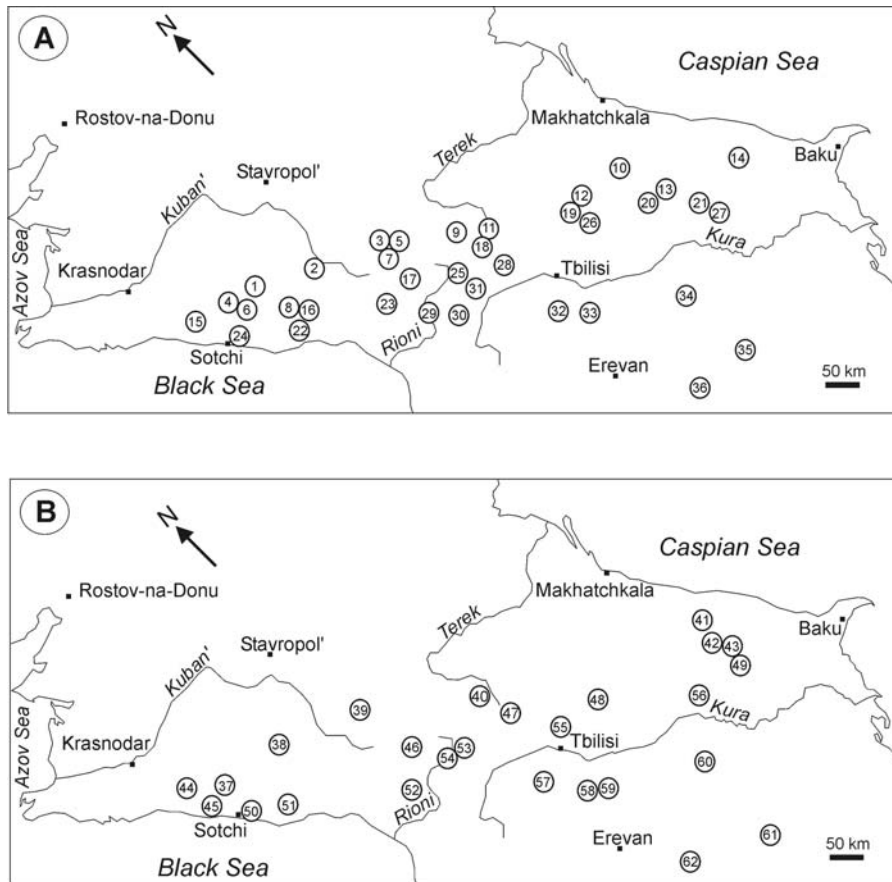 A
N
Caspian Sea
Rostov-na-Donu
Makhatchkala
Terek
Baku
14
Stavropol'
10
Kuban'
12
13
19
20
21
27
26
Kura
3
5
9
11
18
7
Azov Sea
Krasnodar
2
17
25
28
Tbilisi
1
31
34
4
6
8
16
23
29
30
32
33
15
22
24
Rioni
Sotchi
35
Erevan
36
50 km
Black Sea
B
N
Caspian Sea
Rostov-na-Donu
Makhatchkala
Terek
41
Baku
Stavropol'
42
43
49
Kuban'
40
48
56
Kura
39
47
55
Azov Sea
Krasnodar
38
46
53
54
Tbilisi
60
44
37
52
57
58
59
45
50
51
Rioni
Sotchi
61
Erevan
62
50 km
Black Sea